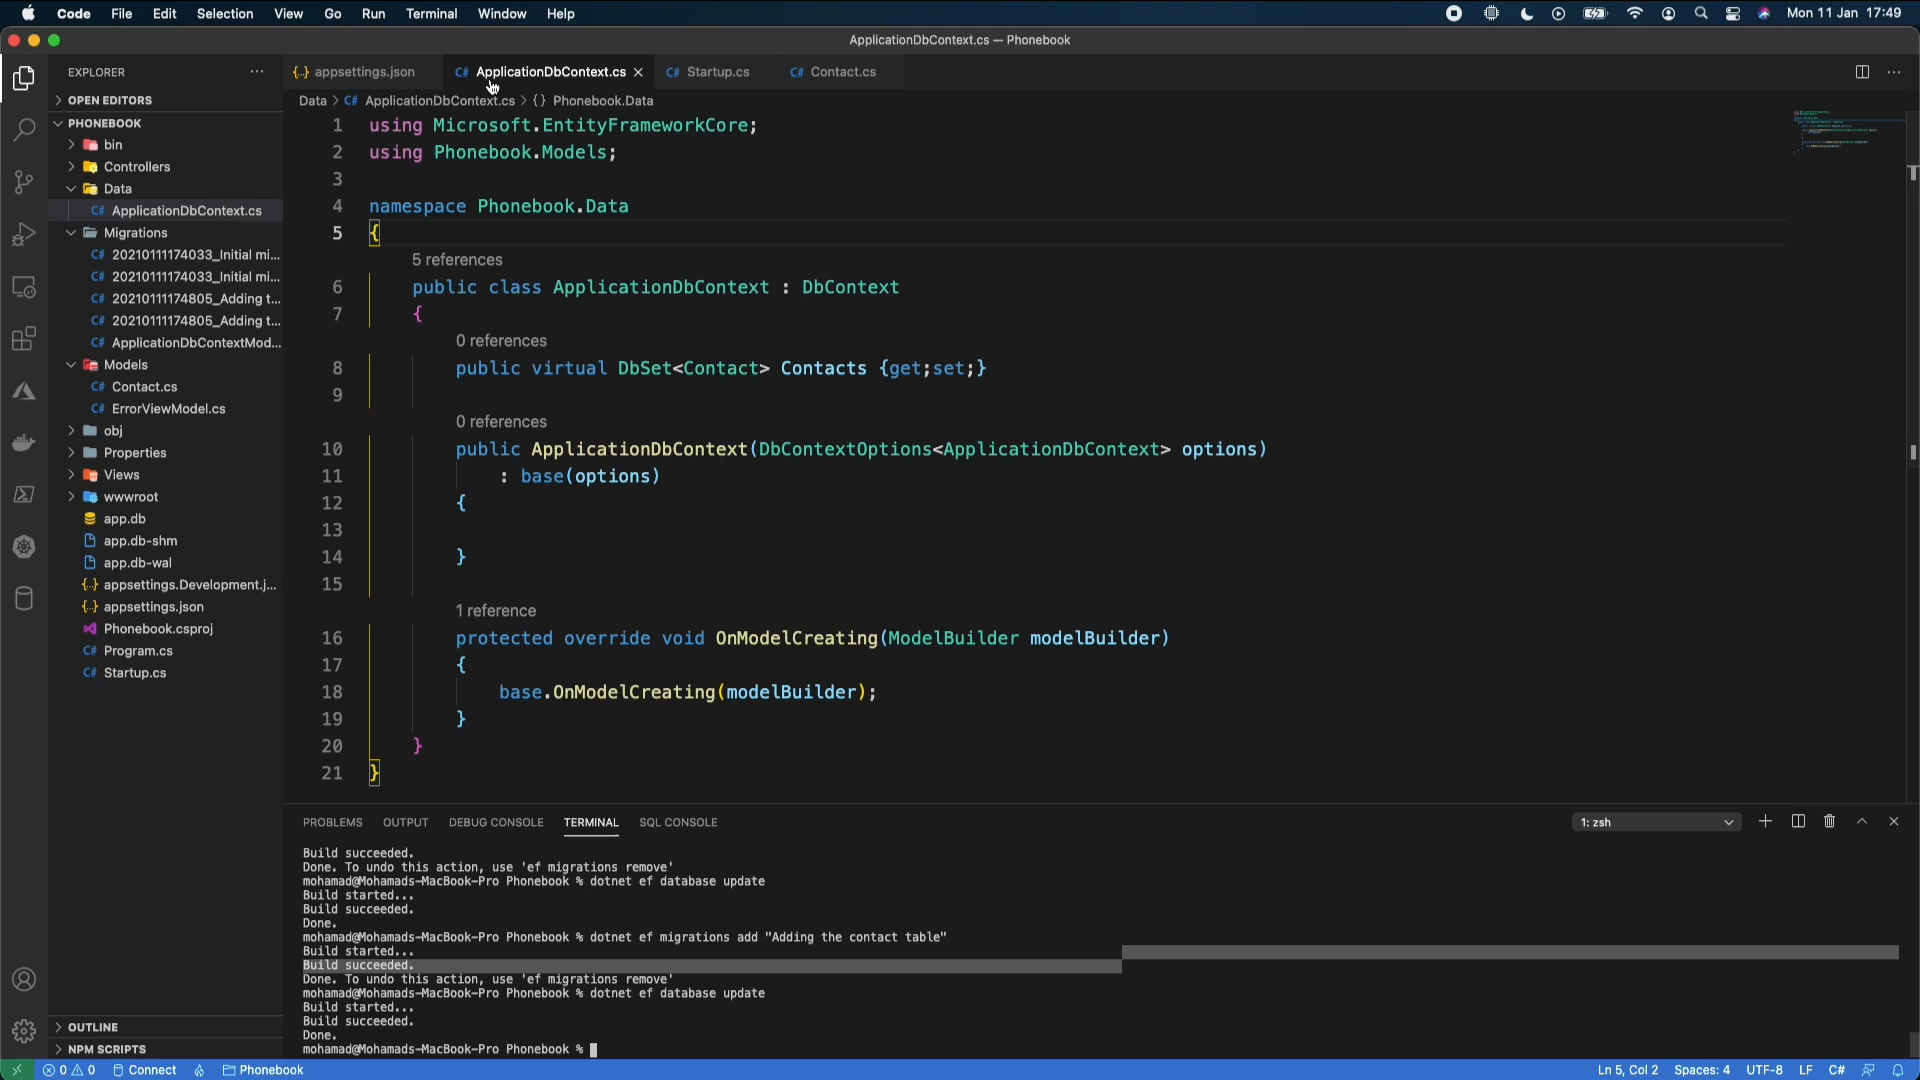 Code File Edit Selection View Go Run Terminal Window Help Mon 11 Jan 17:49
ApplicationDbContext.cs — Phonebook
EXPLORER
OPEN EDITORS
PHONEBOOK
bin
Controllers
Data
C# ApplicationDbContext.cs
Migrations
C# 20210111174033_Initial mi...
C# 20210111174033_Initial mi...
C# 20210111174805_Adding t...
C# 20210111174805_Adding t...
C# ApplicationDbContextMod...
Models
C# Contact.cs
C# ErrorViewModel.cs
obj
Properties
Views
wwwroot
app.db
app.db-shm
app.db-wal
{..} appsettings.Development.j...
{..} appsettings.json
Phonebook.csproj
C# Program.cs
C# Startup.cs
OUTLINE
NPM SCRIPTS
{..} appsettings.json C# ApplicationDbContext.cs C# Startup.cs C# Contact.cs
Data > C# ApplicationDbContext.cs > {} Phonebook.Data
1 using Microsoft.EntityFrameworkCore;
2 using Phonebook.Models;
3
4 namespace Phonebook.Data
5 {
5 references
6 public class ApplicationDbContext : DbContext
7 {
0 references
8 public virtual DbSet<Contact> Contacts {get;set;}
9
0 references
10 public ApplicationDbContext(DbContextOptions<ApplicationDbContext> options)
11 : base(options)
12 {
13
14 }
15
1 reference
16 protected override void OnModelCreating(ModelBuilder modelBuilder)
17 {
18 base.OnModelCreating(modelBuilder);
19 }
20 }
21 }
PROBLEMS OUTPUT DEBUG CONSOLE TERMINAL SQL CONSOLE 1: zsh
Build succeeded.
Done. To undo this action, use 'ef migrations remove'
mohamad@Mohamads-MacBook-Pro Phonebook % dotnet ef database update
Build started...
Build succeeded.
Done.
mohamad@Mohamads-MacBook-Pro Phonebook % dotnet ef migrations add "Adding the contact table"
Build started...
Build succeeded.
Done. To undo this action, use 'ef migrations remove'
mohamad@Mohamads-MacBook-Pro Phonebook % dotnet ef database update
Build started...
Build succeeded.
Done.
mohamad@Mohamads-MacBook-Pro Phonebook %
0 0 Connect Phonebook Ln 5, Col 2 Spaces: 4 UTF-8 LF C#